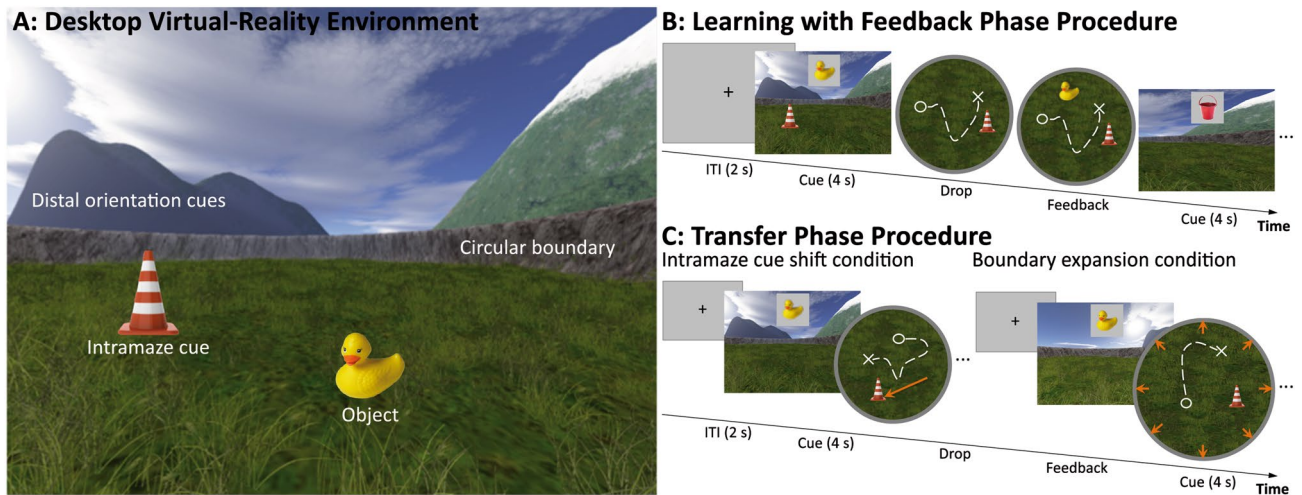 A: Desktop Virtual-Reality Environment
Distal orientation cues
Circular boundary
Intramaze cue
Object
B: Learning with Feedback Phase Procedure
+
ITI (2 s)
Cue (4 s)
Drop
Feedback
Cue (4 s)
...
Time
C: Transfer Phase Procedure
Intramaze cue shift condition
Boundary expansion condition
+
...
+
...
ITI (2 s)
Cue (4 s)
Drop
Feedback
Cue (4 s)
Time